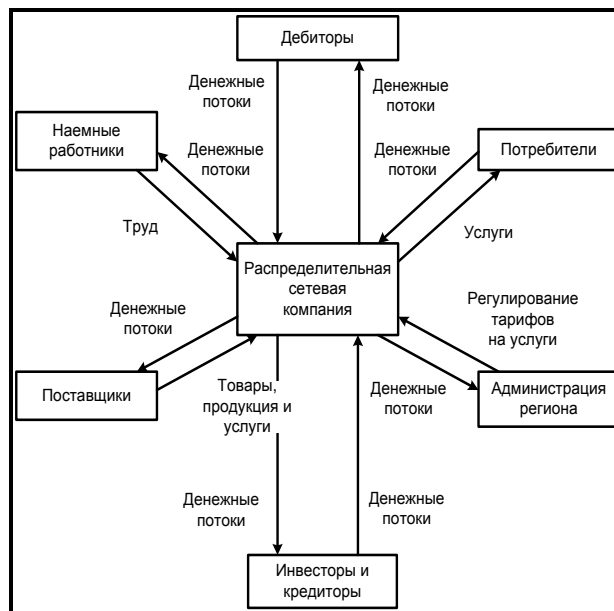 Дебиторы
Денежные
потоки
Денежные
потоки
Наемные
работники
Денежные
потоки
Денежные
потоки
Потребители
Труд
Услуги
Распределительная
сетевая
компания
Денежные
потоки
Регулирование
тарифов
на услуги
Поставщики
Товары,
продукция и
услуги
Денежные
потоки
Администрация
региона
Денежные
потоки
Денежные
потоки
Инвесторы и
кредиторы